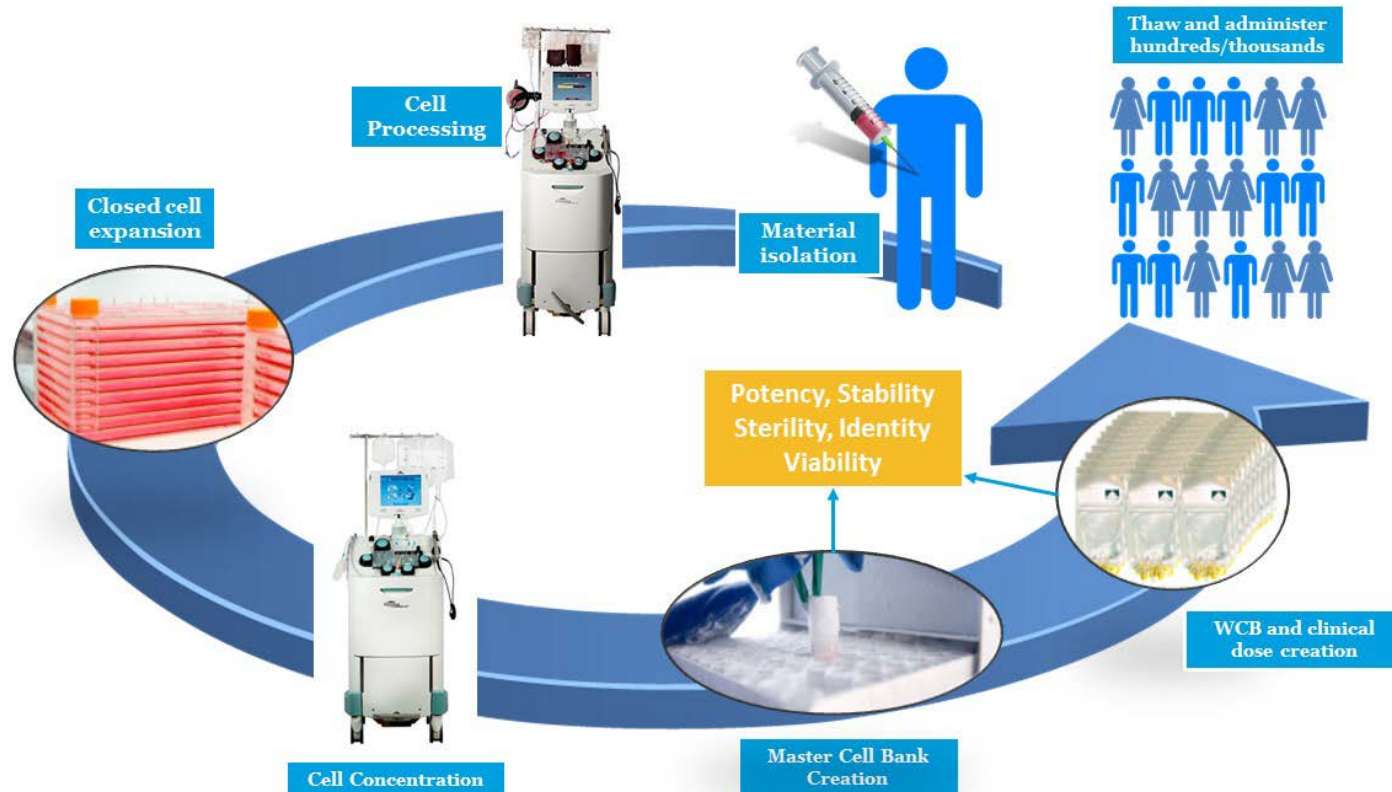 Thaw and administer
hundreds/thousands
Cell
Processing
Material
isolation
Closed cell
expansion
Potency, Stability
Sterility, Identity
Viability
WCB and clinical
dose creation
Master Cell Bank
Creation
Cell Concentration